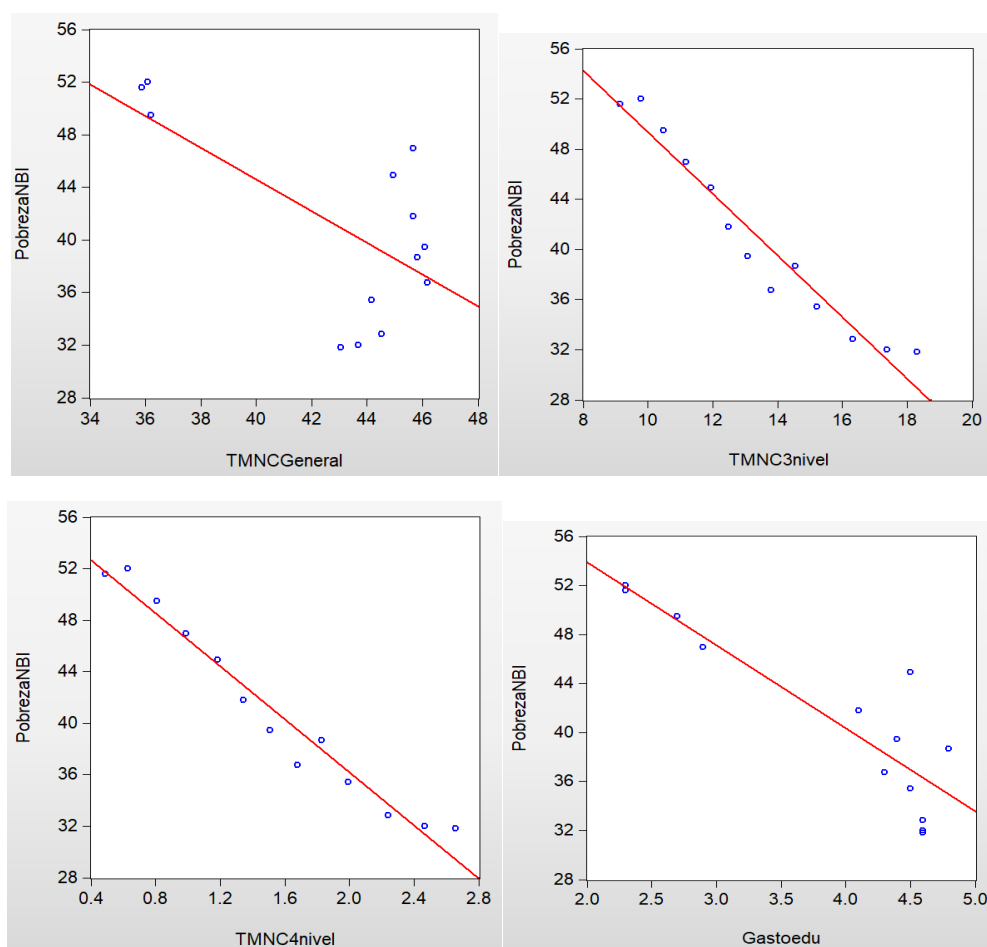 56
52
48
44
40
36
32
28
PobrezaNBI
34 36 38 40 42 44 46 48
TMNCGeneral
56
52
48
44
40
36
32
28
PobrezaNBI
8 10 12 14 16 18 20
TMNC3nivel
56
52
48
44
40
36
32
28
PobrezaNBI
0.4 0.8 1.2 1.6 2.0 2.4 2.8
TMNC4nivel
56
52
48
44
40
36
32
28
PobrezaNBI
2.0 2.5 3.0 3.5 4.0 4.5 5.0
Gastoedu